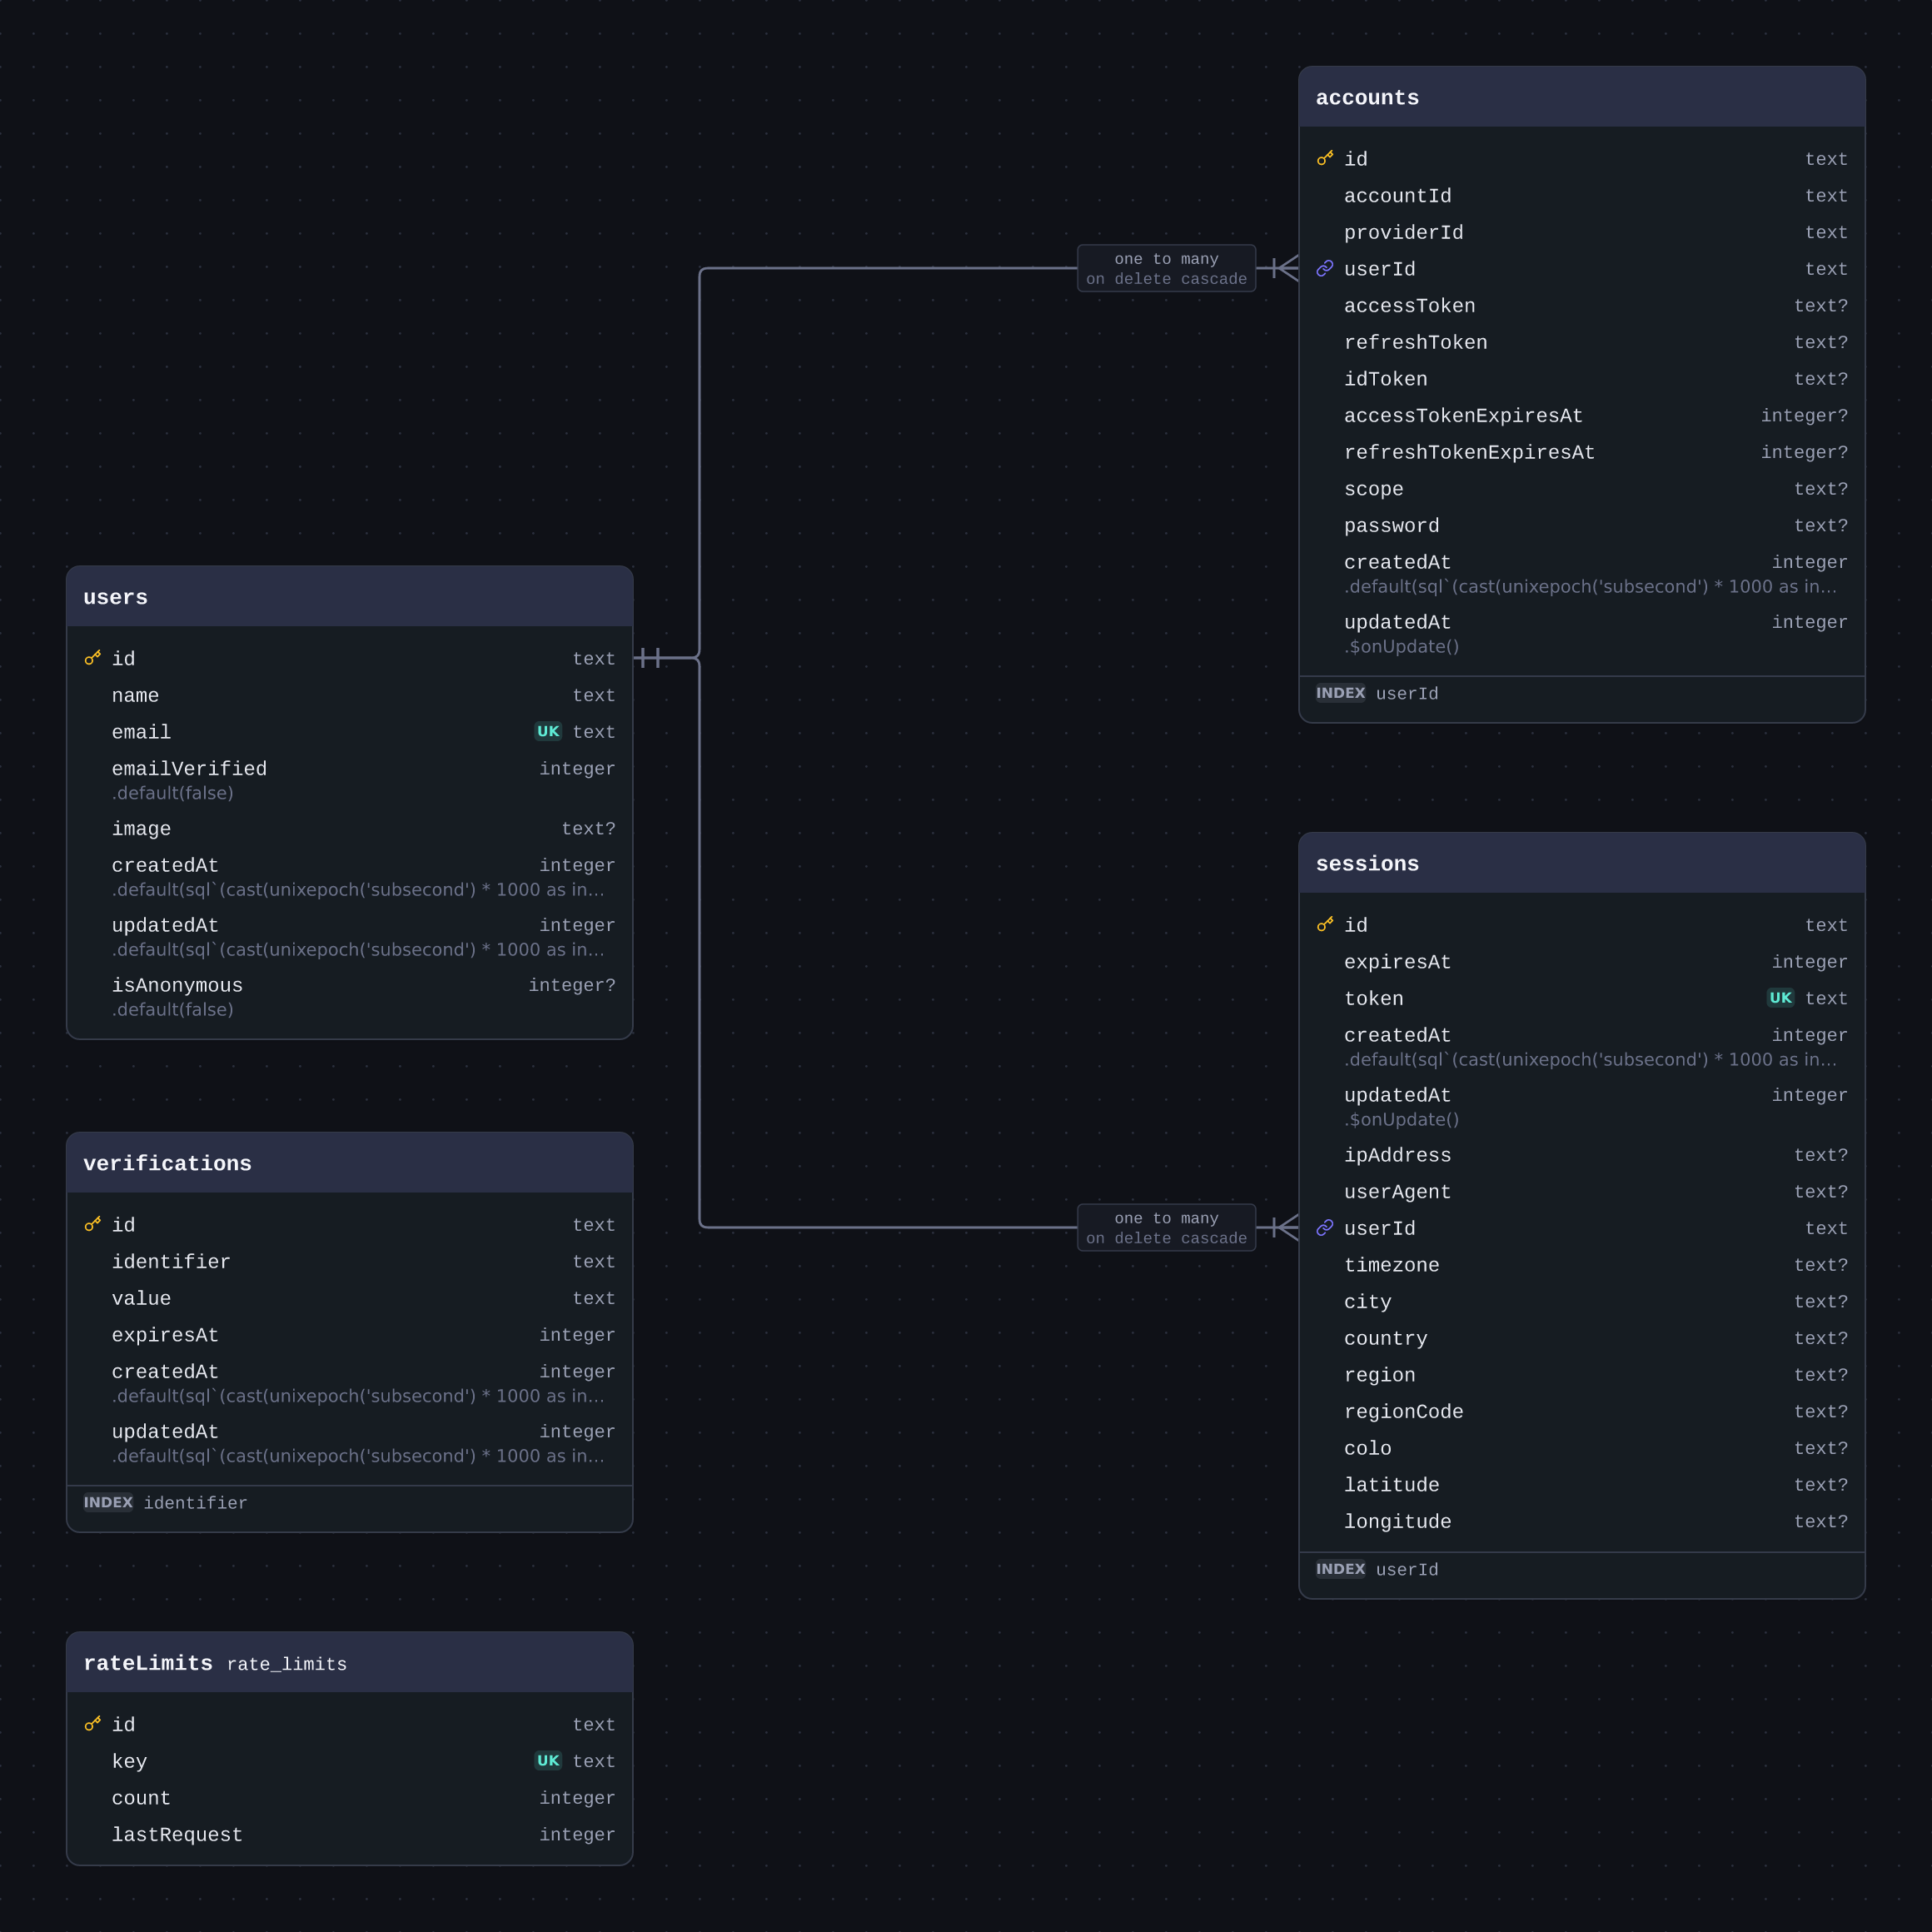 accounts
id text
accountId text
providerId text
userId text
accessToken text?
refreshToken text?
idToken text?
accessTokenExpiresAt integer?
refreshTokenExpiresAt integer?
scope text?
password text?
createdAt integer
.default(sql`(cast(unixepoch('subsecond') * 1000 as in...
updatedAt integer
.$onUpdate()
INDEX userId
one to many
on delete cascade
users
id text
name text
email UK text
emailVerified integer
.default(false)
image text?
createdAt integer
.default(sql`(cast(unixepoch('subsecond') * 1000 as in...
updatedAt integer
.default(sql`(cast(unixepoch('subsecond') * 1000 as in...
isAnonymous integer?
.default(false)
sessions
id text
expiresAt integer
token UK text
createdAt integer
.default(sql`(cast(unixepoch('subsecond') * 1000 as in...
updatedAt integer
.$onUpdate()
ipAddress text?
userAgent text?
userId text
timezone text?
city text?
country text?
region text?
regionCode text?
colo text?
latitude text?
longitude text?
INDEX userId
one to many
on delete cascade
verifications
id text
identifier text
value text
expiresAt integer
createdAt integer
.default(sql`(cast(unixepoch('subsecond') * 1000 as in...
updatedAt integer
.default(sql`(cast(unixepoch('subsecond') * 1000 as in...
INDEX identifier
rateLimits rate_limits
id text
key UK text
count integer
lastRequest integer